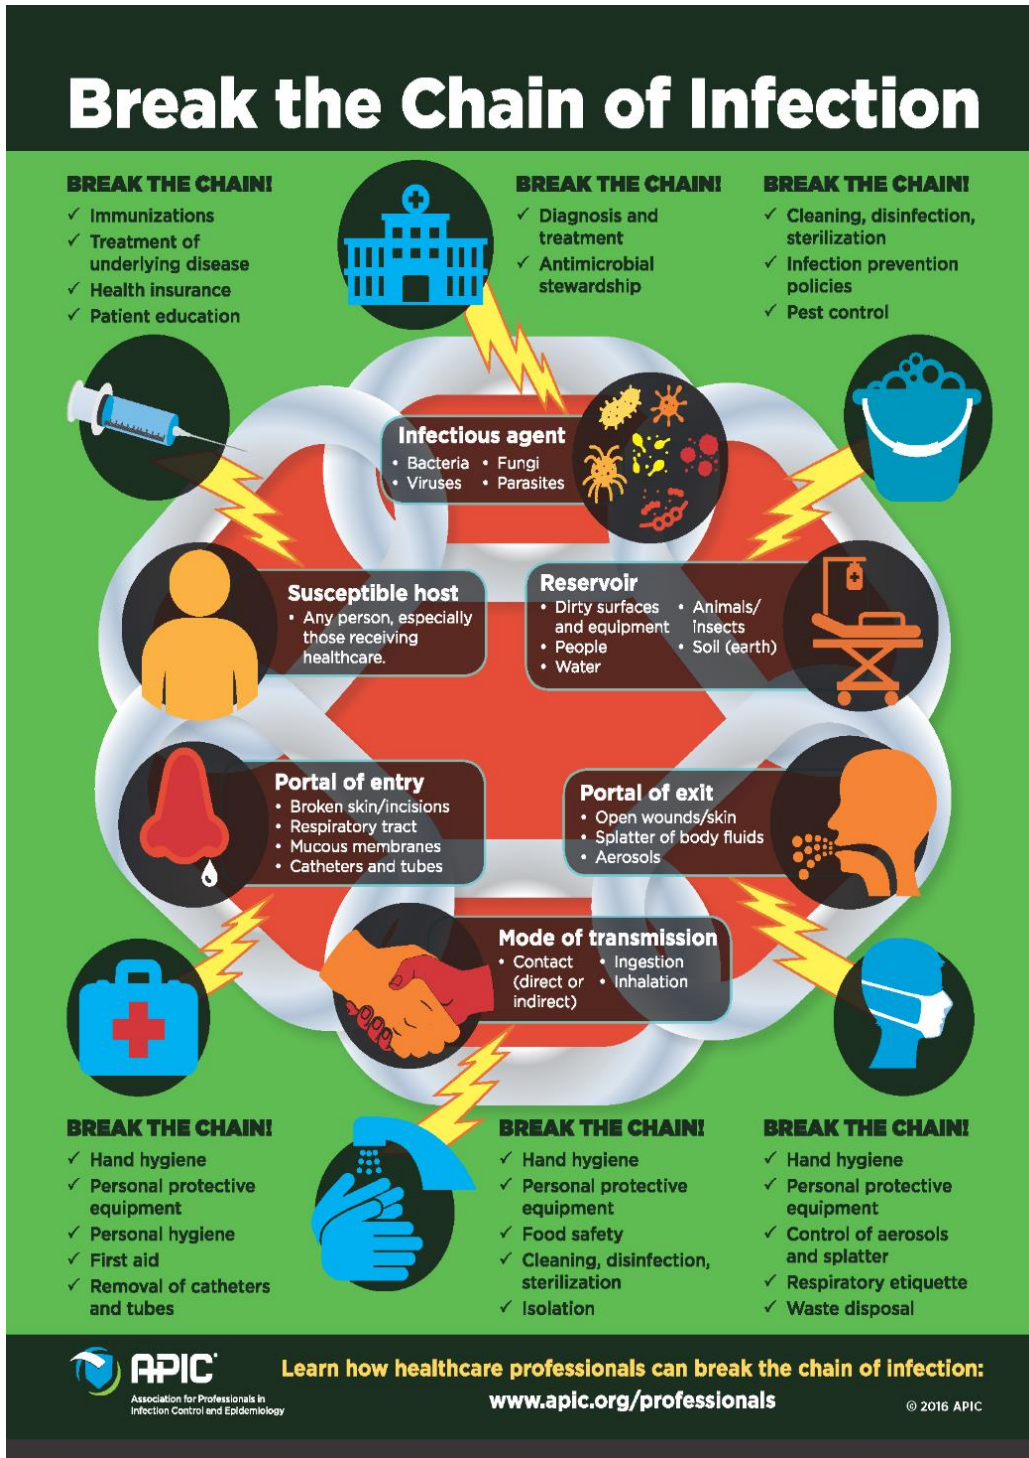 Break the Chain of Infection
BREAK THE CHAIN!
✓ Immunizations
✓ Treatment of
underlying disease
✓ Health insurance
✓ Patient education
BREAK THE CHAIN!
✓ Diagnosis and
treatment
✓ Antimicrobial
stewardship
BREAK THE CHAIN!
✓ Cleaning, disinfection,
sterilization
✓ Infection prevention
policies
✓ Pest control
Infectious agent
• Bacteria • Fungi
• Viruses • Parasites
Susceptible host
• Any person, especially
those receiving
healthcare.
Reservoir
• Dirty surfaces
and equipment
• People
• Water
• Animals/
insects
• Soil (earth)
Portal of entry
• Broken skin/incisions
• Respiratory tract
• Mucous membranes
• Catheters and tubes
Portal of exit
• Open wounds/skin
• Splatter of body fluids
• Aerosols
Mode of transmission
• Contact
(direct or
indirect)
• Ingestion
• Inhalation
BREAK THE CHAIN!
✓ Hand hygiene
✓ Personal protective
equipment
✓ Personal hygiene
✓ First aid
✓ Removal of catheters
and tubes
BREAK THE CHAIN!
✓ Hand hygiene
✓ Personal protective
equipment
✓ Food safety
✓ Cleaning, disinfection,
sterilization
✓ Isolation
BREAK THE CHAIN!
✓ Hand hygiene
✓ Personal protective
equipment
✓ Control of aerosols
and splatter
✓ Respiratory etiquette
✓ Waste disposal
APIC
Association for Professionals in
Infection Control and Epidemiology
Learn how healthcare professionals can break the chain of infection:
www.apic.org/professionals
© 2016 APIC